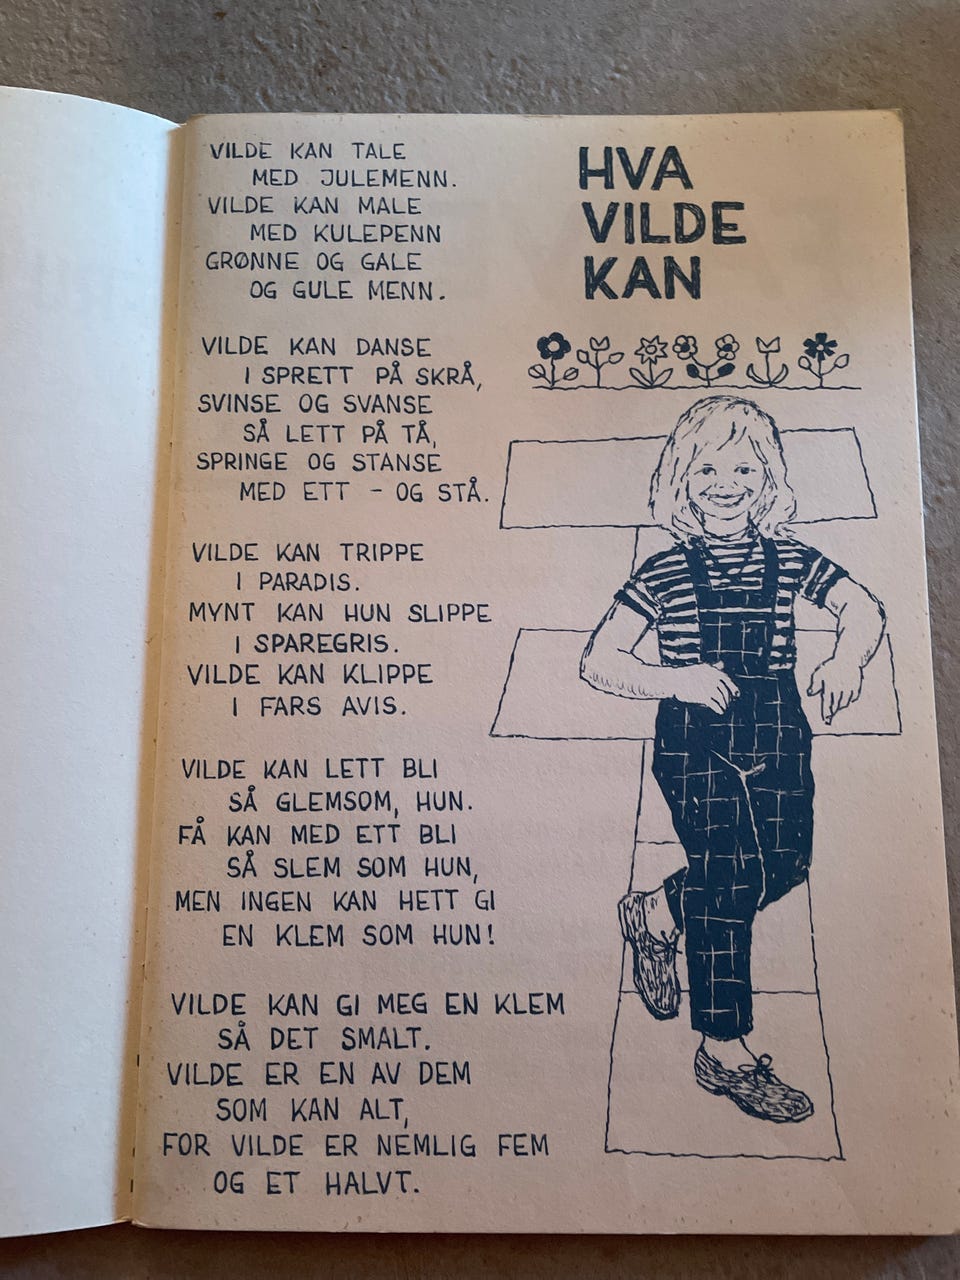 HVA
VILDE
KAN
VILDE KAN TALE
MED JULEMENN.
VILDE KAN MALE
MED KULEPENN
GRØNNE OG GALE
OG GULE MENN.
VILDE KAN DANSE
I SPRETT PÅ SKRÅ,
SVINSE OG SVANSE
SÅ LETT PÅ TÅ,
SPRINGE OG STANSE
MED ETT - OG STÅ.
VILDE KAN TRIPPE
I PARADIS.
MYNT KAN HUN SLIPPE
I SPAREGRIS.
VILDE KAN KLIPPE
I FARS AVIS.
VILDE KAN LETT BLI
SÅ GLEMSOM, HUN.
FÅ KAN MED ETT BLI
SÅ SLEM SOM HUN,
MEN INGEN KAN HETT GI
EN KLEM SOM HUN!
VILDE KAN GI MEG EN KLEM
SÅ DET SMALT.
VILDE ER EN AV DEM
SOM KAN ALT,
FOR VILDE ER NEMLIG FEM
OG ET HALVT.